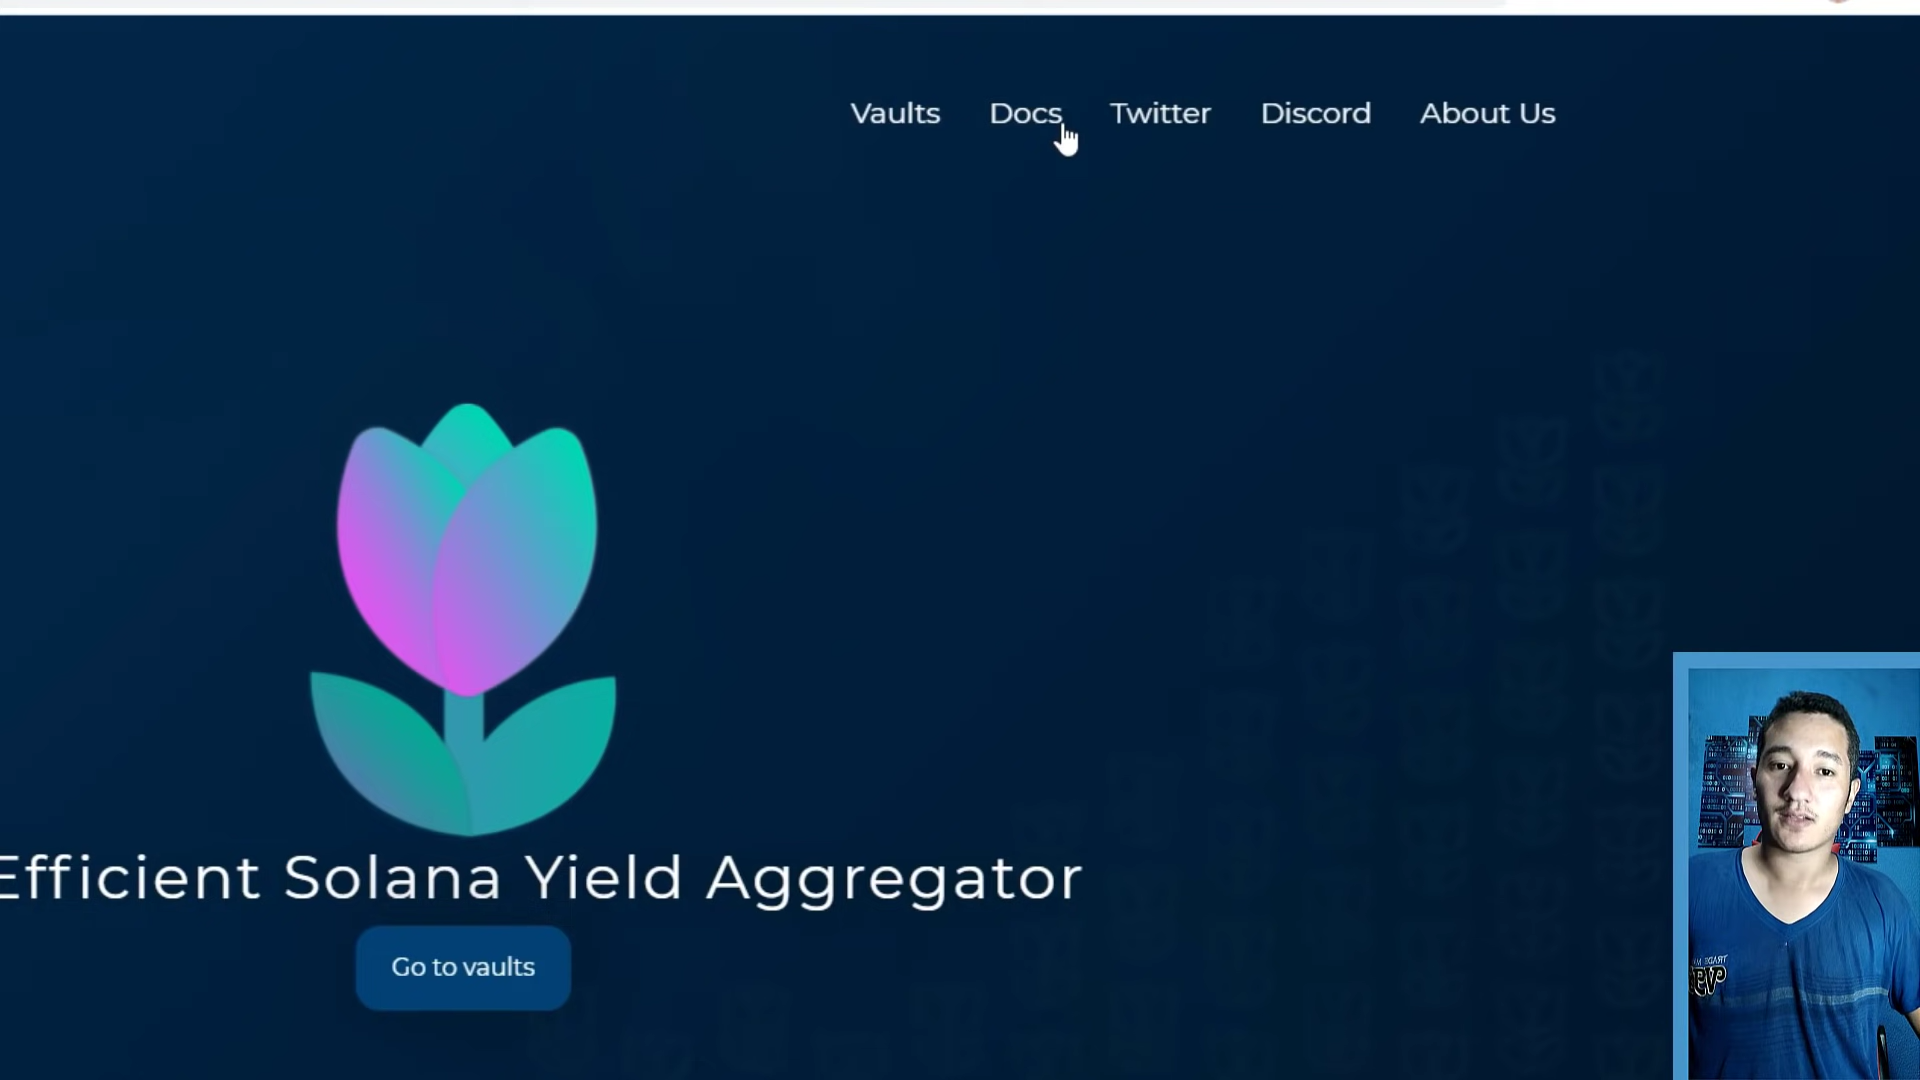 Vaults Docs Twitter Discord About Us
Efficient Solana Yield Aggregator
Go to vaults